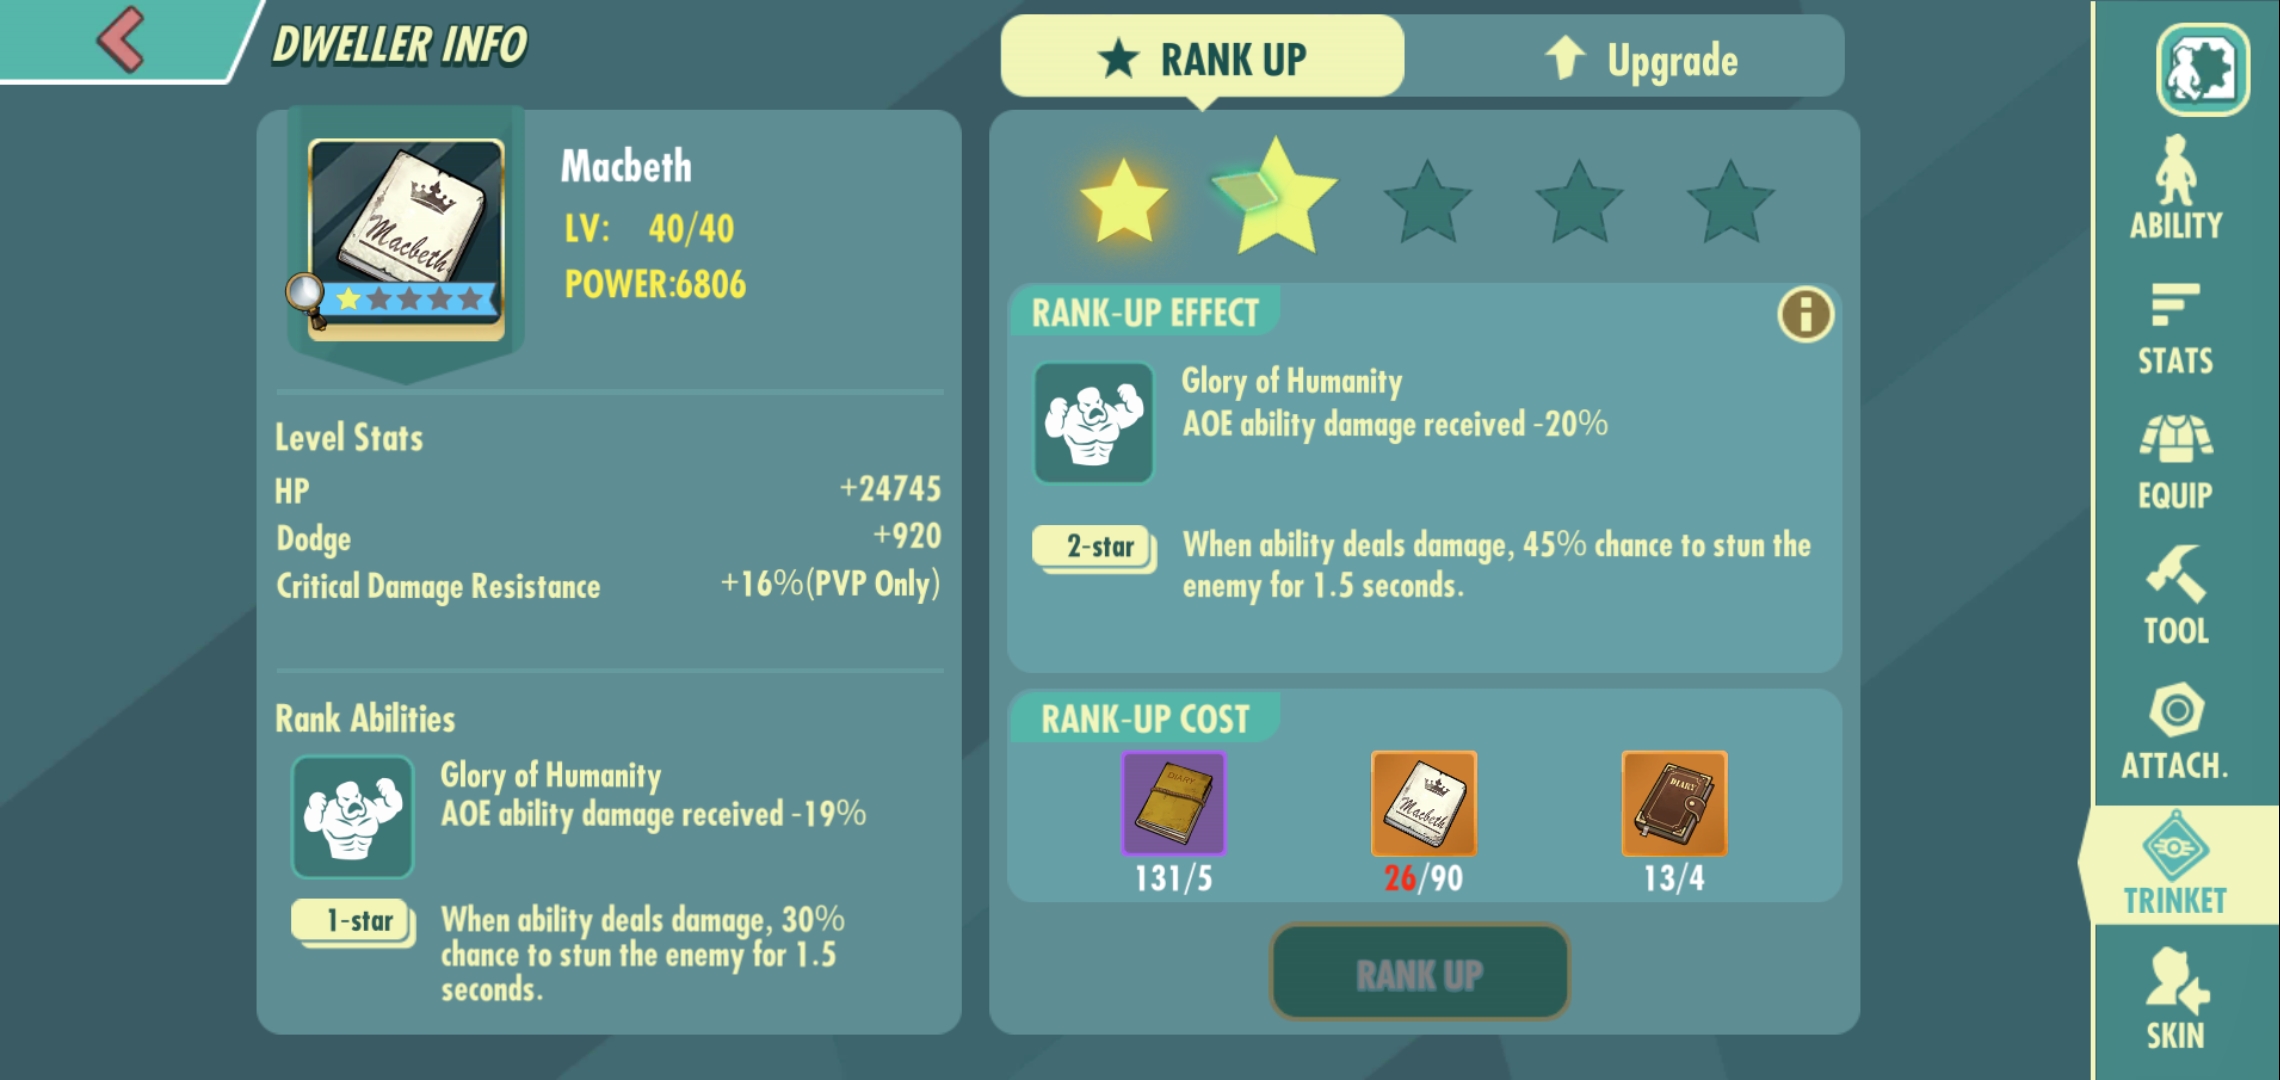 DWELLER INFO
RANK UP
Upgrade
Macbeth
Macbeth
LV: 40/40
POWER:6806
Level Stats
HP +24745
Dodge +920
Critical Damage Resistance +16%(PVP Only)
Rank Abilities
Glory of Humanity
AOE ability damage received -19%
1-star
When ability deals damage, 30%
chance to stun the enemy for 1.5
seconds.
RANK-UP EFFECT
Glory of Humanity
AOE ability damage received -20%
2-star
When ability deals damage, 45% chance to stun the
enemy for 1.5 seconds.
RANK-UP COST
DIARY
Macbeth
DIARY
131/5
26/90
13/4
RANK UP
ABILITY
STATS
EQUIP
TOOL
ATTACH.
TRINKET
SKIN